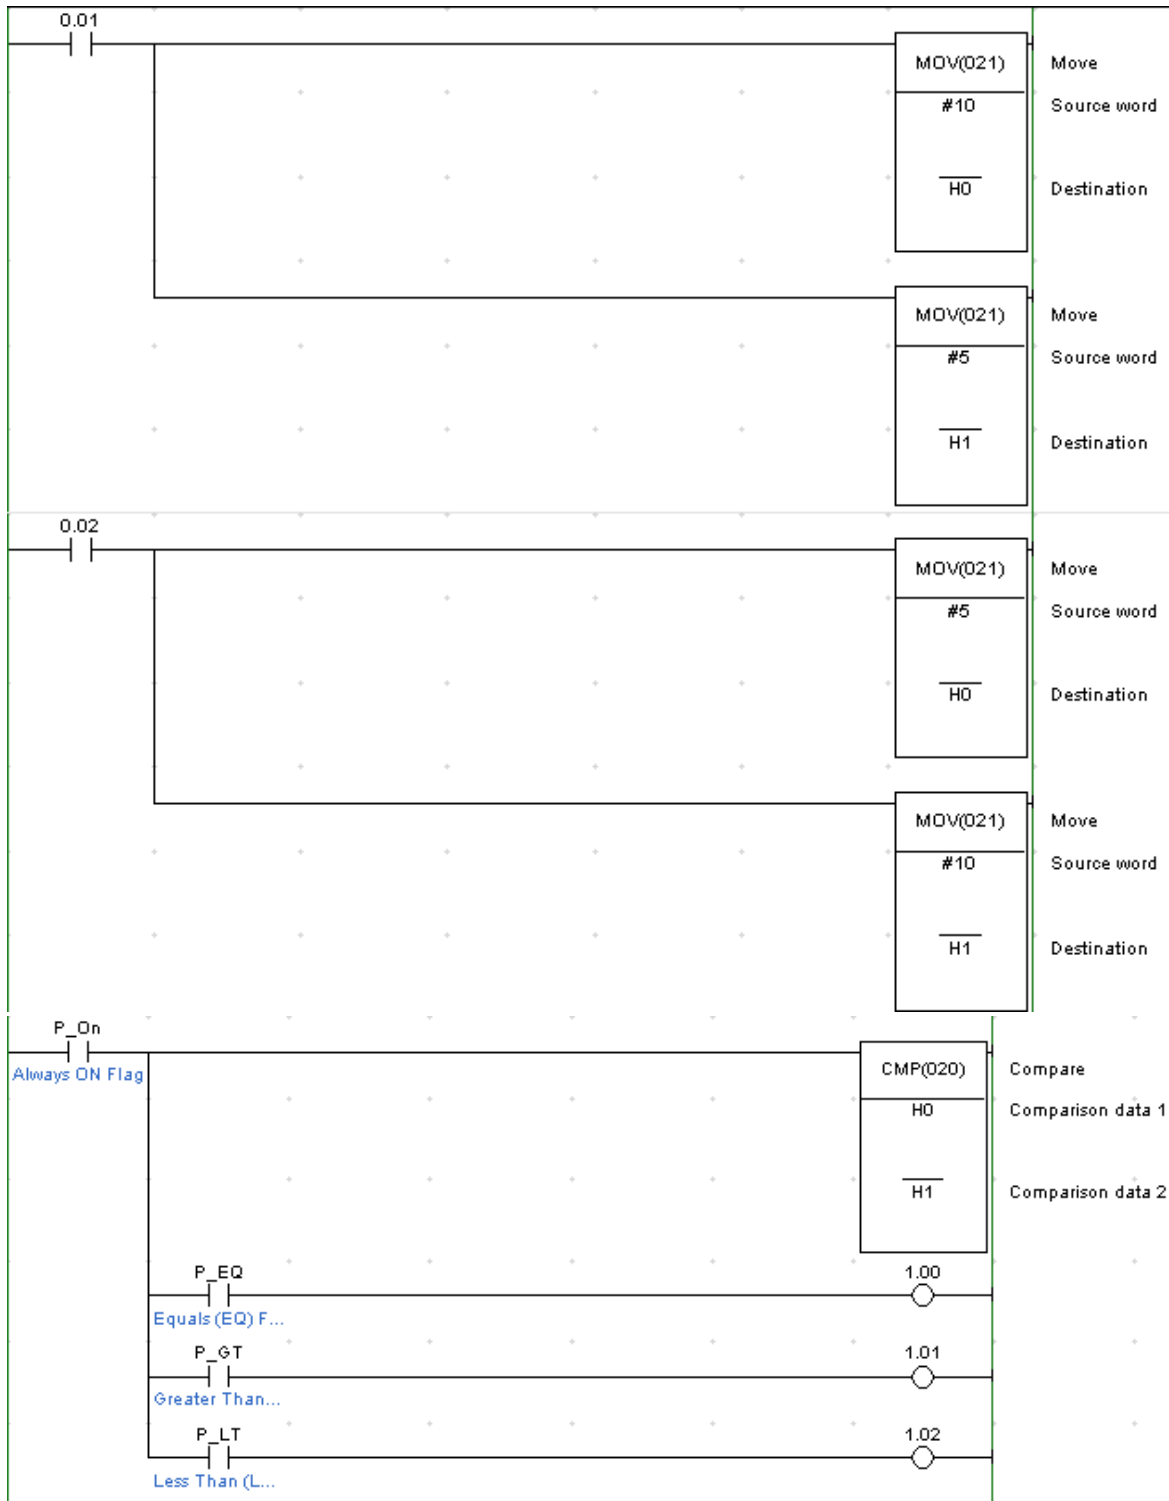 0.01
MOV(021) Move
#10 Source word
H0 Destination
MOV(021) Move
#5 Source word
H1 Destination
0.02
MOV(021) Move
#5 Source word
H0 Destination
MOV(021) Move
#10 Source word
H1 Destination
P_On
Always ON Flag
CMP(020) Compare
H0 Comparison data 1
H1 Comparison data 2
P_EQ 1.00
Equals (EQ) F...
P_GT 1.01
Greater Than...
P_LT 1.02
Less Than (L...